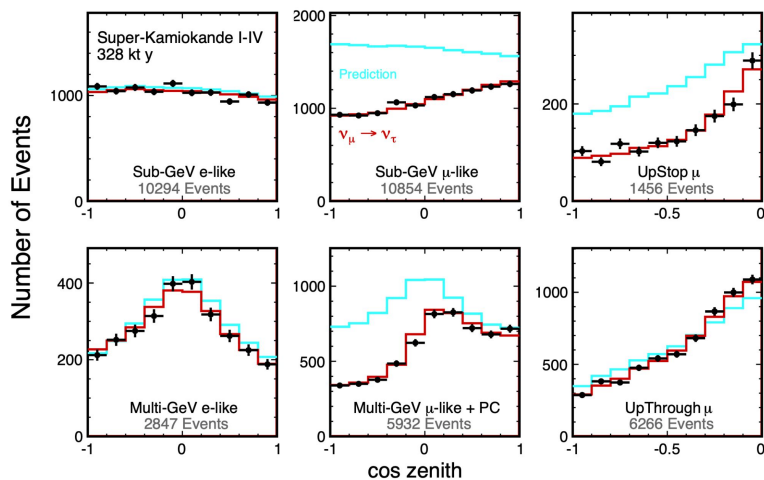 Super-Kamiokande I-IV
328 kt y
Number of Events
1000
0
Sub-GeV e-like
10294 Events
-1 0 1
2000
1000
0
Prediction
νμ → ντ
Sub-GeV μ-like
10854 Events
-1 0 1
200
0
UpStop μ
1456 Events
-1 -0.5 0
400
200
0
Multi-GeV e-like
2847 Events
-1 0 1
1000
500
0
Multi-GeV μ-like + PC
5932 Events
-1 0 1
1000
500
0
UpThrough μ
6266 Events
-1 -0.5 0
cos zenith